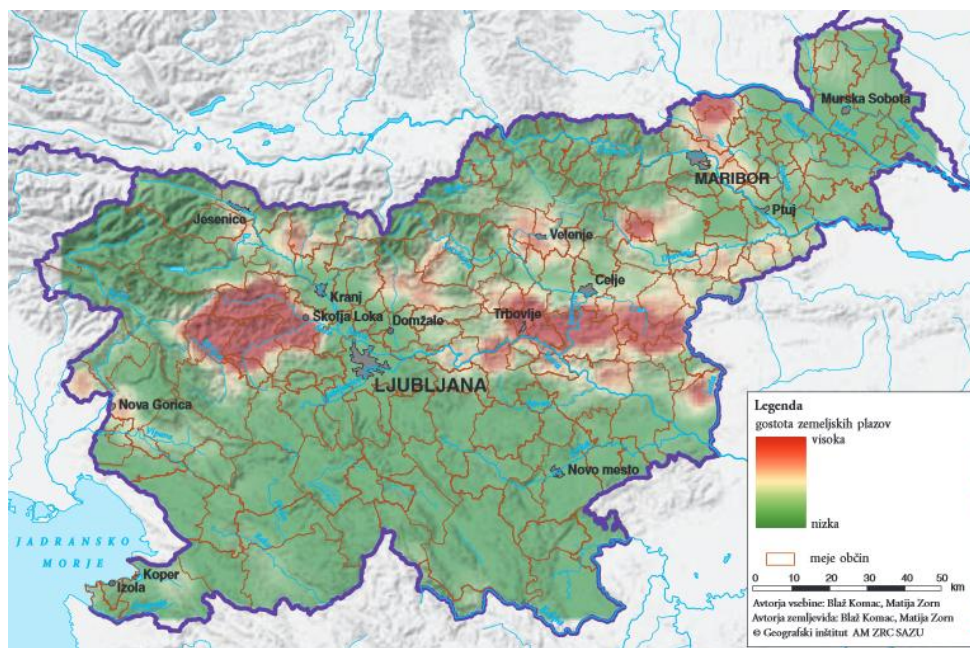 Murska Sobota
MARIBOR
Ptuj
Jesenice
Velenje
Celje
Kranj
Škofja Loka
Domžale
Trbovlje
LJUBLJANA
Nova Gorica
Novo mesto
JADRANSKO
MORJE
Koper
Izola
Legenda
gostota zemeljskih plazov
visoka
nizka
meje občin
0 10 20 30 40 50
km
Avtorja vsebine: Blaž Komac, Matija Zorn
Avtorja zemljevida: Blaž Komac, Matija Zorn
© Geografski inštitut AM ZRC SAZU